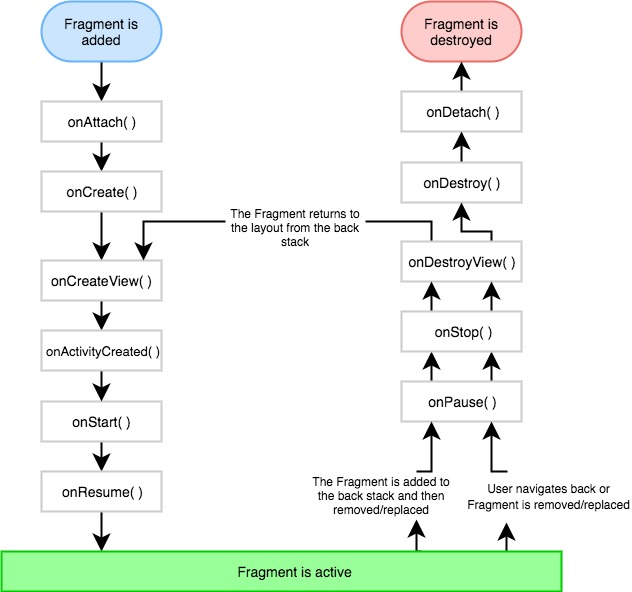 Fragment is
added
onAttach( )
onCreate( )
onCreateView( )
onActivityCreated( )
onStart( )
onResume( )
Fragment is
destroyed
onDetach( )
onDestroy( )
The Fragment returns to
the layout from the back
stack
onDestroyView( )
onStop( )
onPause( )
The Fragment is added to
the back stack and then
removed/replaced
User navigates back or
Fragment is removed/replaced
Fragment is active